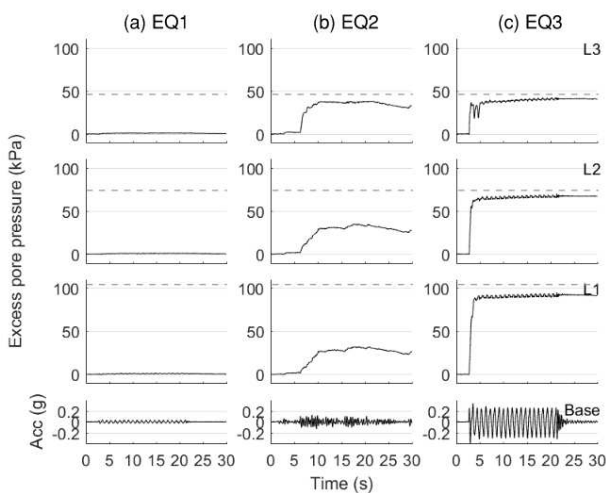 (a) EQ1 (b) EQ2 (c) EQ3
100 100 100 L3
50 50 50
0 0 0
100 100 100 L2
50 50 50
0 0 0
100 100 100 L1
50 50 50
0 0 0
Excess pore pressure (kPa)
0.2 0.2 0.2 Base
0 0 0
-0.2 -0.2 -0.2
Acc (g)
0 5 10 15 20 25 30 0 5 10 15 20 25 30 0 5 10 15 20 25 30
Time (s)